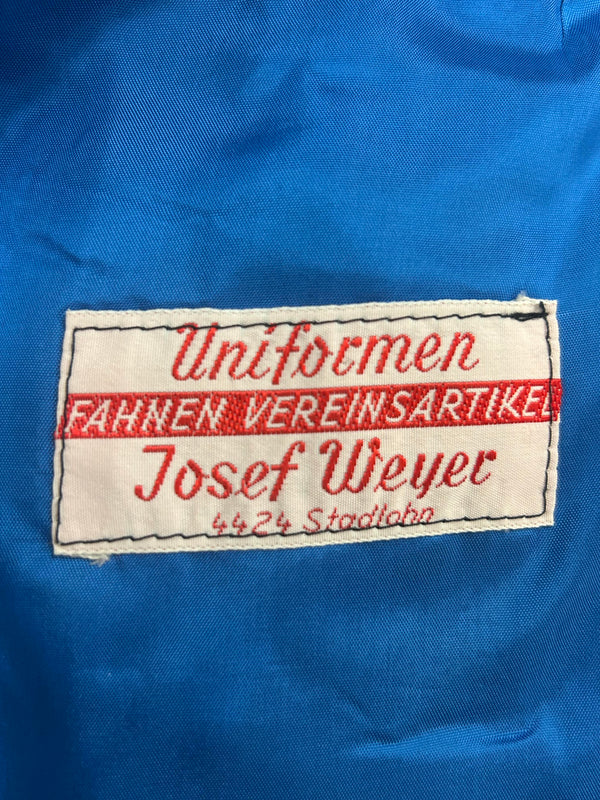 Uniformen
FAHNEN VEREINSARTIKEL
Josef Weyer
4424 Stadtlohn